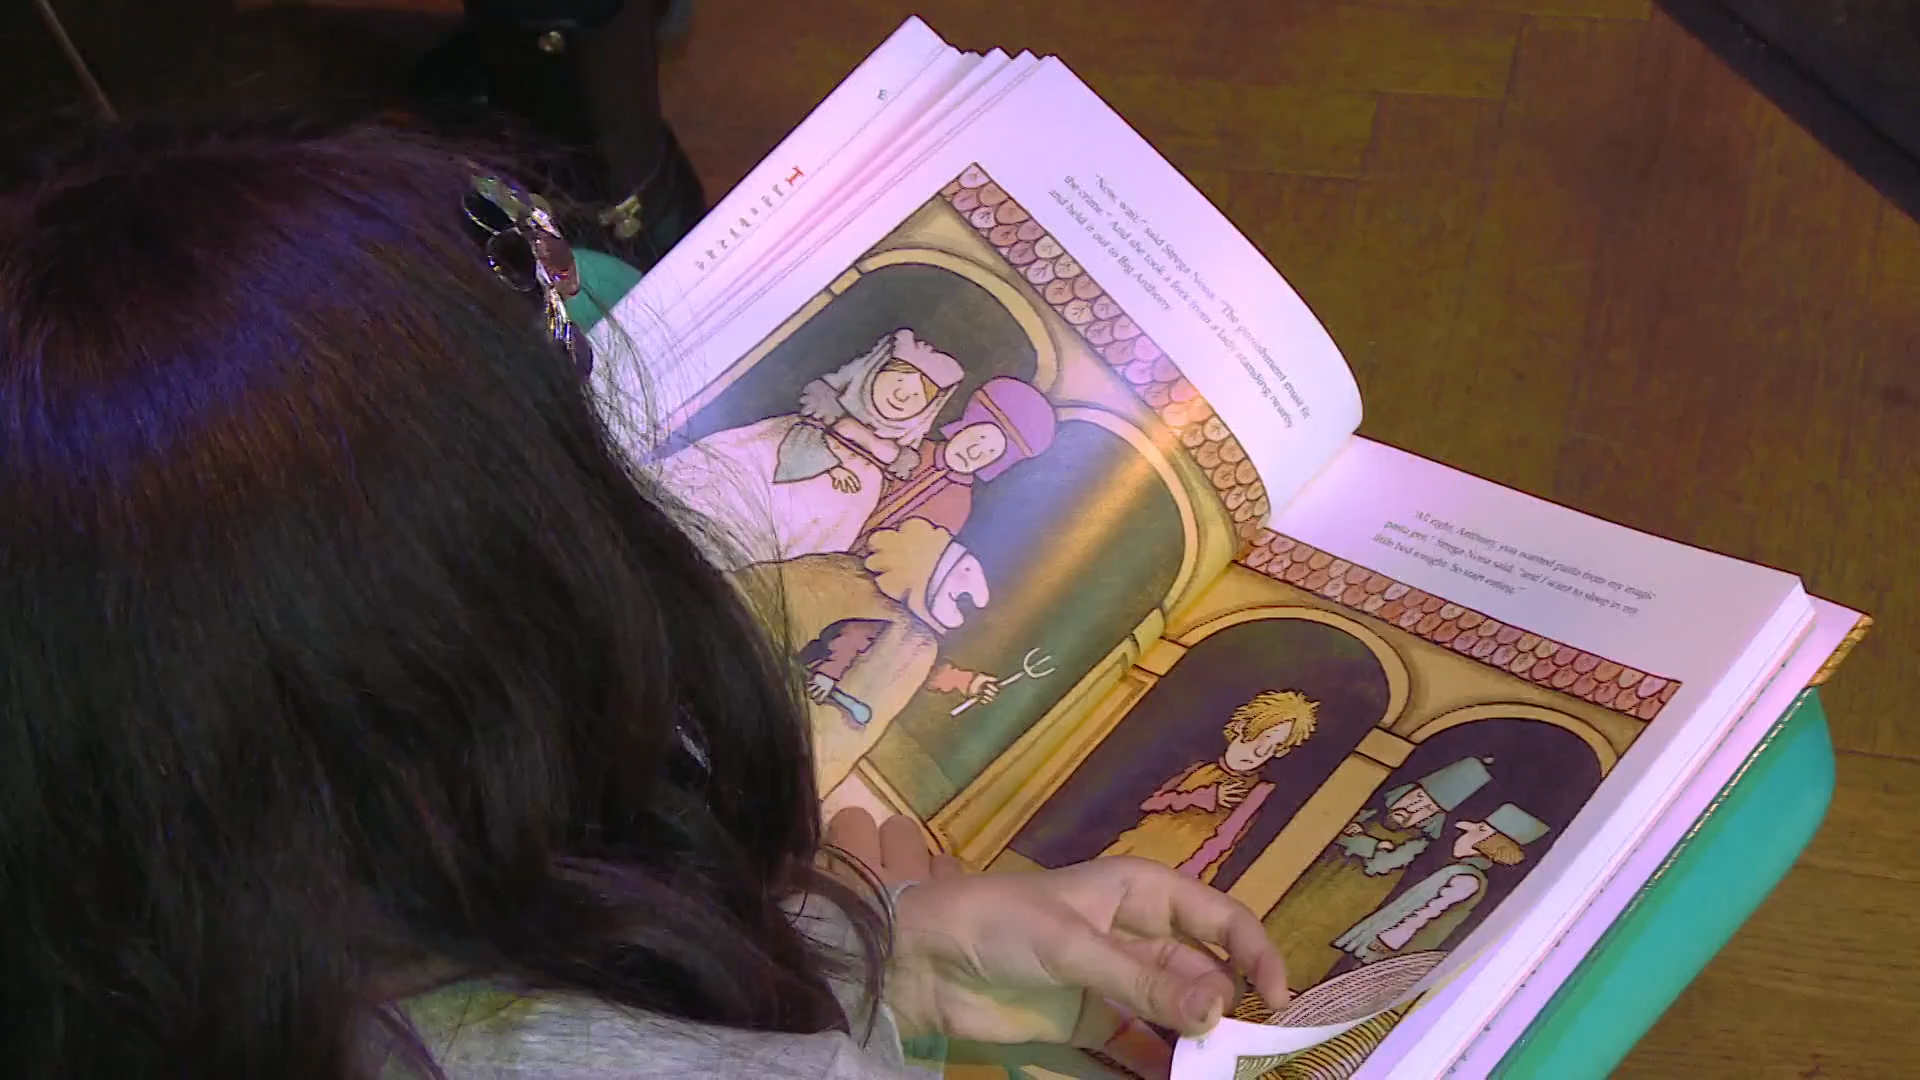 "Now, wait," said Strega Nona. "The punishment must fit
the crime." And she took a fork from a lady standing nearby
and held it out to Big Anthony.
"All right, Anthony, you wanted pasta from my magic
pasta pot," Strega Nona said, "and I want to sleep in my
little bed tonight. So start eating."